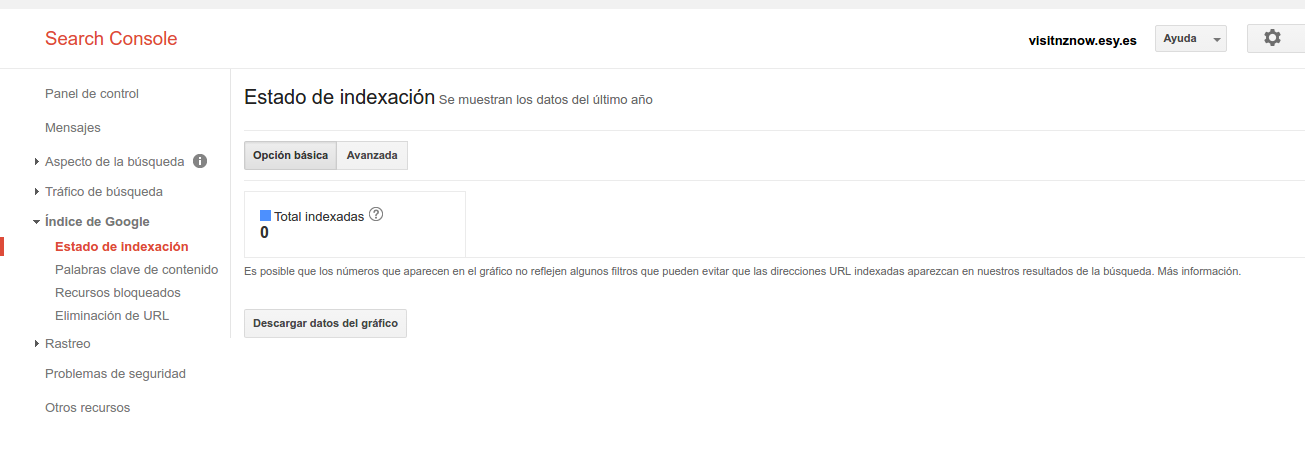 Search Console
visitnznow.esy.es
Ayuda
Panel de control
Mensajes
Aspecto de la búsqueda
Tráfico de búsqueda
Índice de Google
Estado de indexación
Palabras clave de contenido
Recursos bloqueados
Eliminación de URL
Rastreo
Problemas de seguridad
Otros recursos
Estado de indexación Se muestran los datos del último año
Opción básica Avanzada
Total indexadas ?
0
Es posible que los números que aparecen en el gráfico no reflejen algunos filtros que pueden evitar que las direcciones URL indexadas aparezcan en nuestros resultados de la búsqueda. Más información.
Descargar datos del gráfico